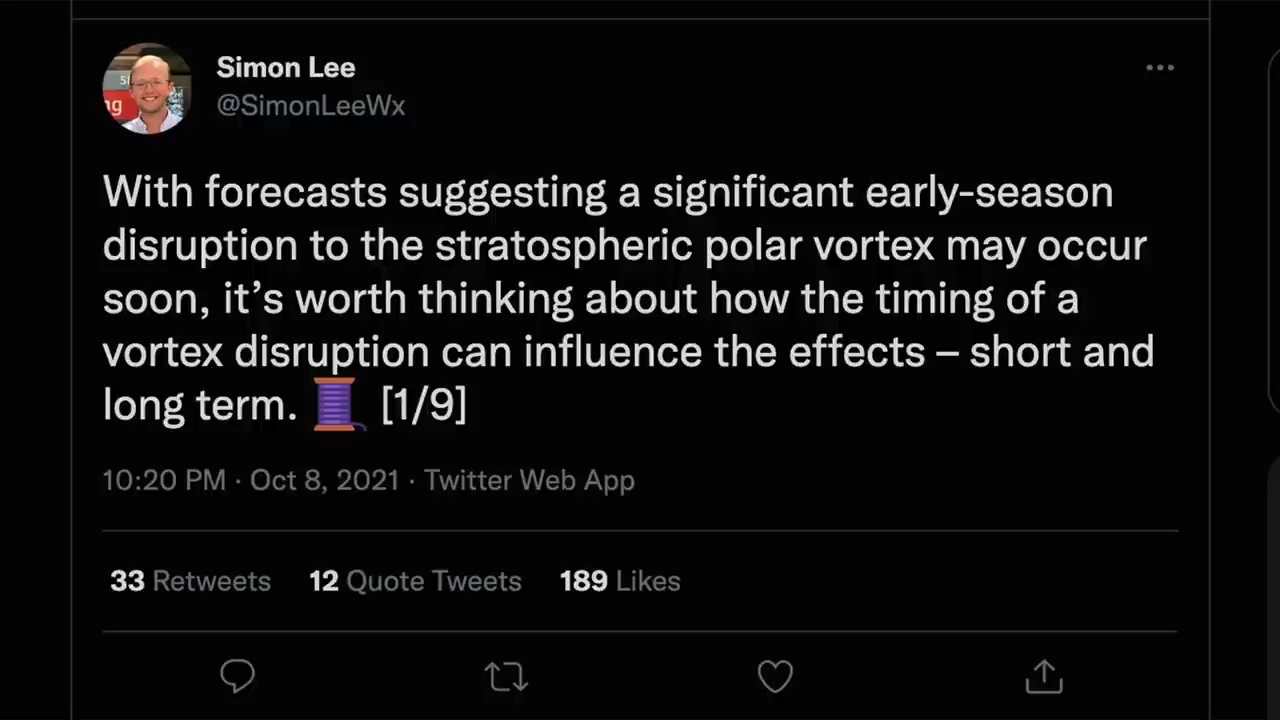 Simon Lee
@SimonLeeWx
With forecasts suggesting a significant early-season
disruption to the stratospheric polar vortex may occur
soon, it’s worth thinking about how the timing of a
vortex disruption can influence the effects – short and
long term. 🧵 [1/9]
10:20 PM · Oct 8, 2021 · Twitter Web App
33 Retweets 12 Quote Tweets 189 Likes